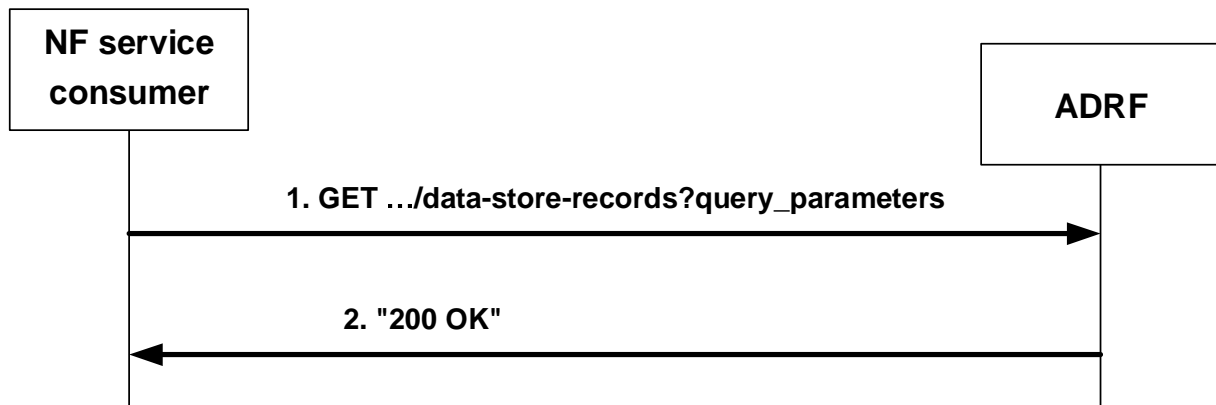 NF service
consumer
ADRF
1. GET …/data-store-records?query_parameters
2. "200 OK"